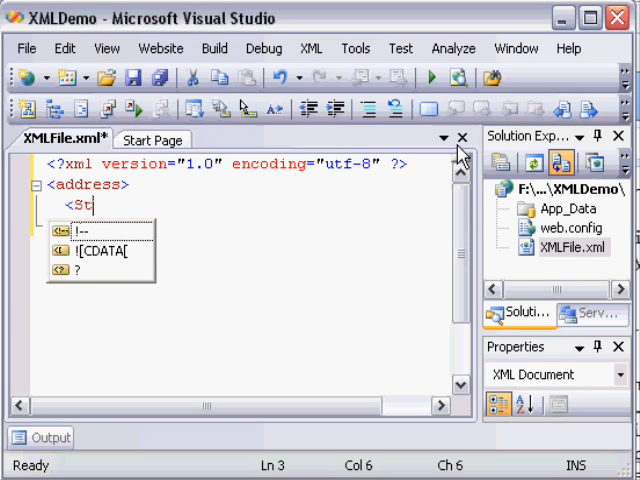 XMLDemo - Microsoft Visual Studio
File Edit View Website Build Debug XML Tools Test Analyze Window Help
XMLFile.xml* Start Page
<?xml version="1.0" encoding="utf-8" ?>
<address>
<St
!--
![CDATA[
?
Solution Exp...
F:\...\XMLDemo\
App_Data
web.config
XMLFile.xml
Soluti... Serv...
Properties
XML Document
Output
Ready Ln 3 Col 6 Ch 6 INS